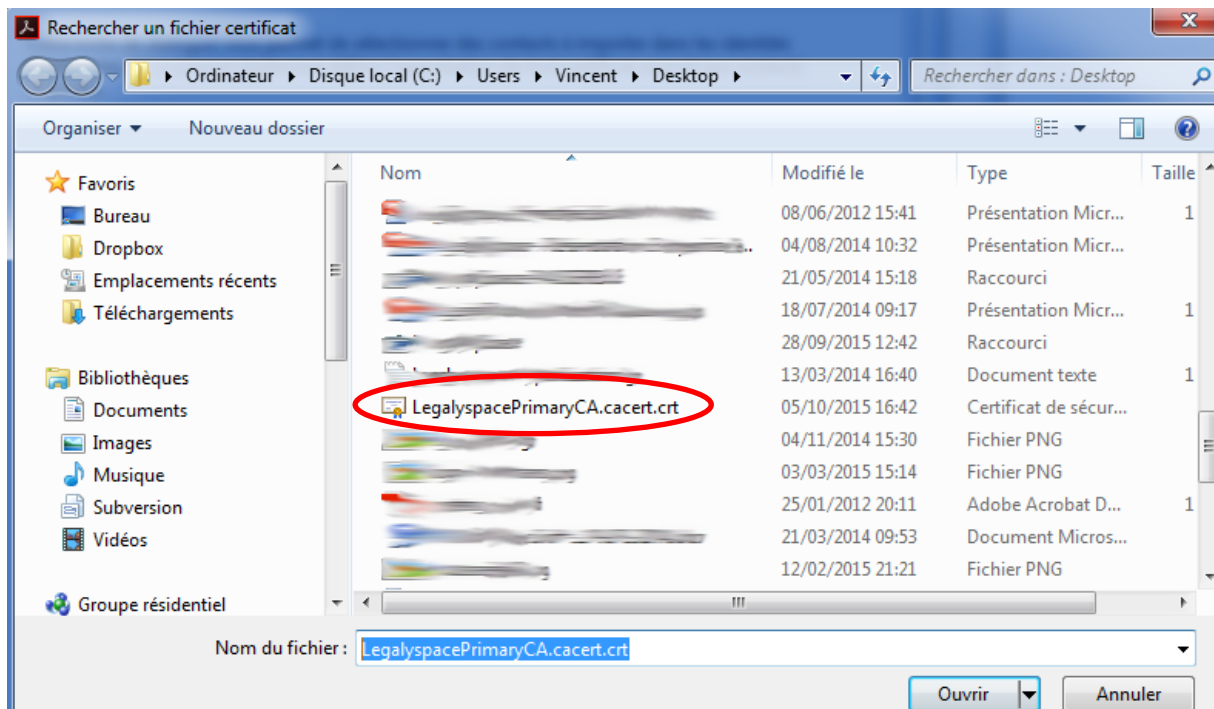 Rechercher un fichier certificat
Ordinateur Disque local (C:) Users Vincent Desktop
Rechercher dans : Desktop
Organiser Nouveau dossier
Nom Modifié le Type Taille
Favoris
Bureau
Dropbox
Emplacements récents
Téléchargements
Bibliothèques
Documents
Images
Musique
Subversion
Vidéos
Groupe résidentiel
08/06/2012 15:41 Présentation Micr... 1
04/08/2014 10:32 Présentation Micr...
21/05/2014 15:18 Raccourci
18/07/2014 09:17 Présentation Micr... 1
28/09/2015 12:42 Raccourci
13/03/2014 16:40 Document texte 1
LegalyspacePrimaryCA.cacert.crt 05/10/2015 16:42 Certificat de sécur...
04/11/2014 15:30 Fichier PNG
03/03/2015 15:14 Fichier PNG
25/01/2012 20:11 Adobe Acrobat D... 1
21/03/2014 09:53 Document Micros...
12/02/2015 21:21 Fichier PNG
Nom du fichier : LegalyspacePrimaryCA.cacert.crt
Ouvrir Annuler